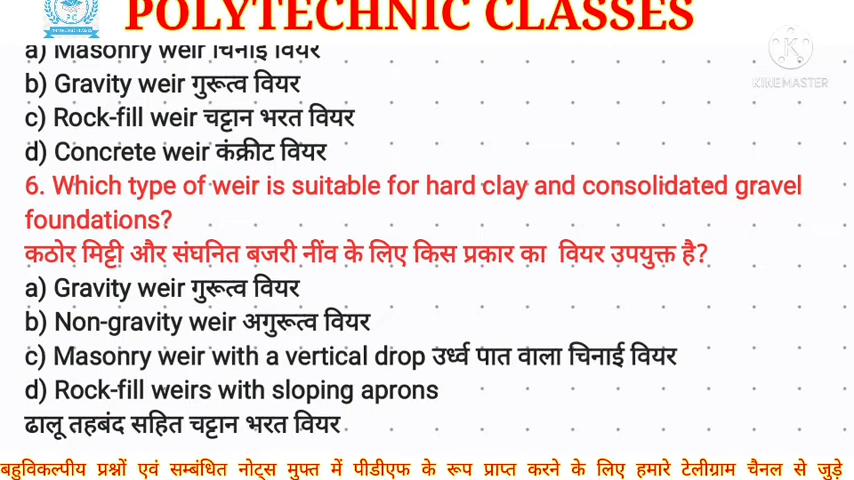 POLYTECHNIC CLASSES
KINEMASTER
a) Masonry weir चिनाई वियर
b) Gravity weir गुरूत्व वियर
c) Rock-fill weir चट्टान भरत वियर
d) Concrete weir कंक्रीट वियर
6. Which type of weir is suitable for hard clay and consolidated gravel
foundations?
कठोर मिट्टी और संघनित बजरी नींव के लिए किस प्रकार का वियर उपयुक्त है?
a) Gravity weir गुरूत्व वियर
b) Non-gravity weir अगुरूत्व वियर
c) Masonry weir with a vertical drop उर्ध्व पात वाला चिनाई वियर
d) Rock-fill weirs with sloping aprons
ढालू तहबंद सहित चट्टान भरत वियर
बहुविकल्पीय प्रश्नों एवं सम्बंधित नोट्स मुफ्त में पीडीएफ के रूप प्राप्त करने के लिए हमारे टेलीग्राम चैनल से जुड़े